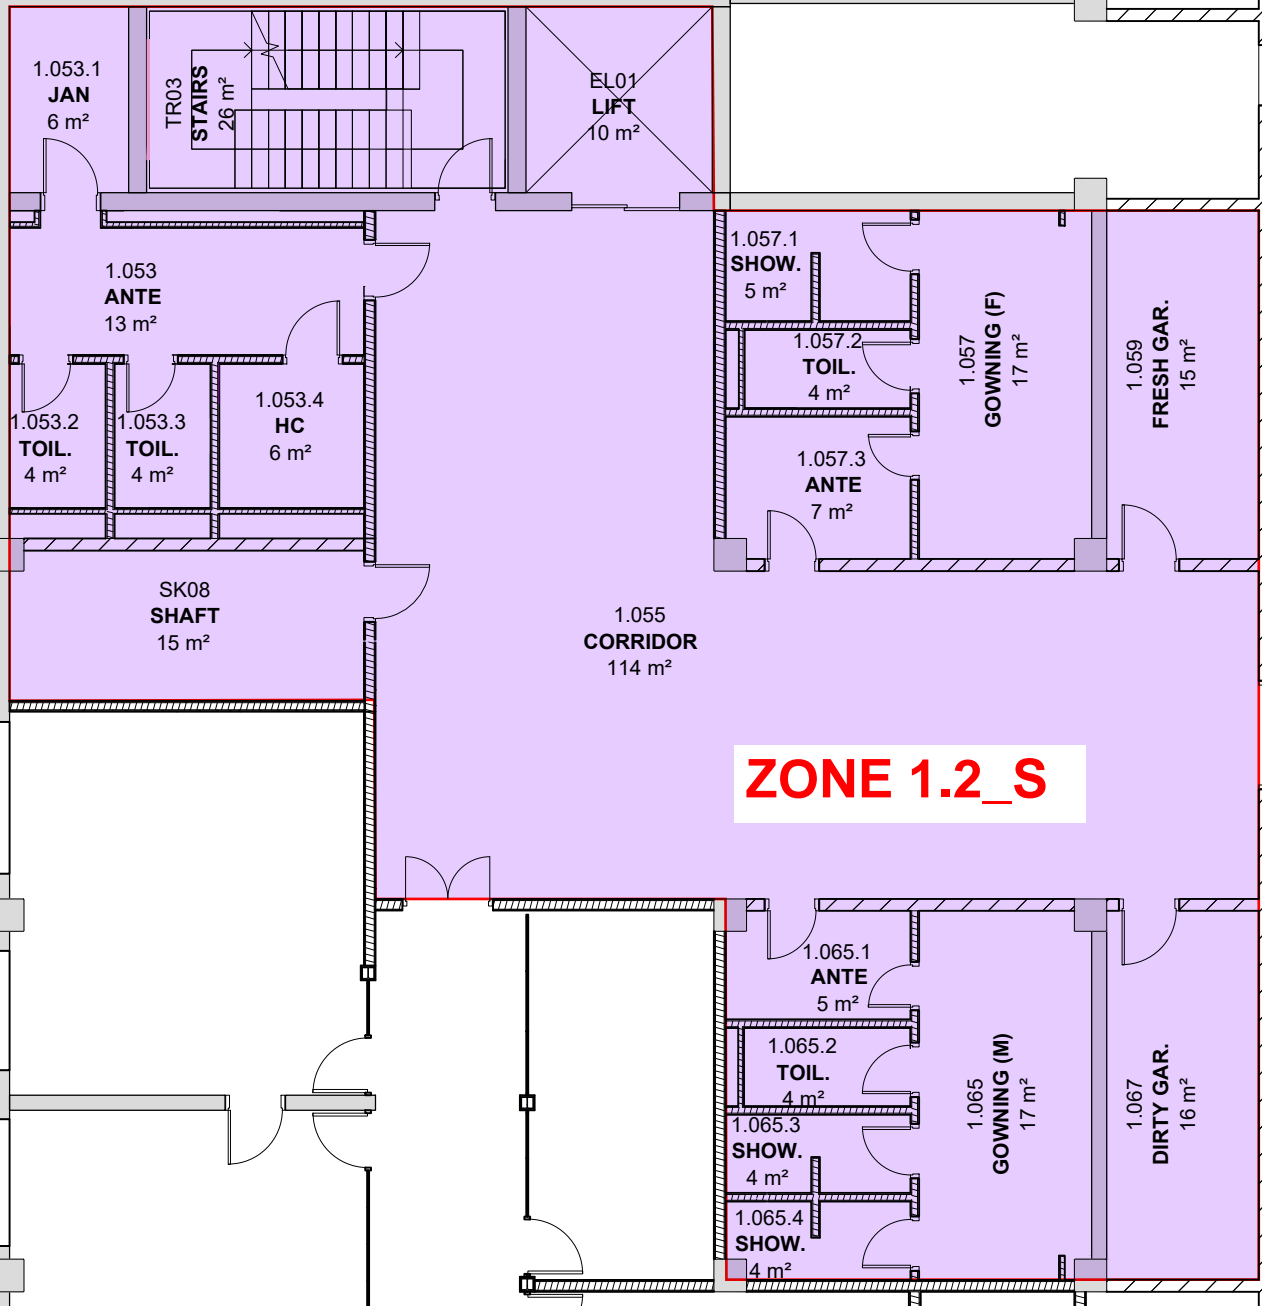 1.053.1
JAN
6 m²
TR03
STAIRS
26 m²
EL01
LIFT
10 m²
1.053
ANTE
13 m²
1.053.2
TOIL.
4 m²
1.053.3
TOIL.
4 m²
1.053.4
HC
6 m²
SK08
SHAFT
15 m²
1.055
CORRIDOR
114 m²
1.057.1
SHOW.
5 m²
1.057.2
TOIL.
4 m²
1.057.3
ANTE
7 m²
1.057
GOWNING (F)
17 m²
1.059
FRESH GAR.
15 m²
ZONE 1.2_S
1.065.1
ANTE
5 m²
1.065.2
TOIL.
4 m²
1.065.3
SHOW.
4 m²
1.065.4
SHOW.
4 m²
1.065
GOWNING (M)
17 m²
1.067
DIRTY GAR.
16 m²